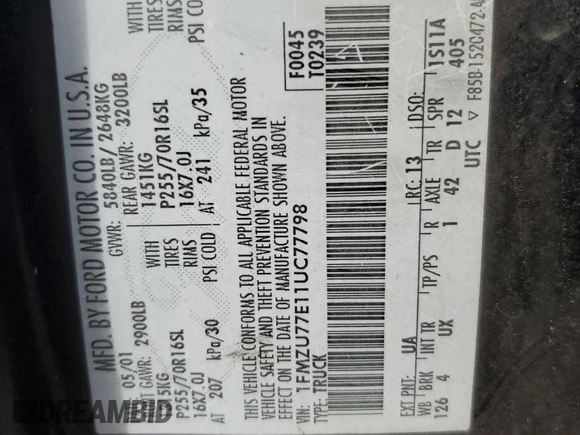 MFD. BY FORD MOTOR CO. IN U.S.A.
05/01 GVWR: 5840LB/ 2648KG
GAWR: 2900LB REAR GAWR: 3200LB
5KG 1451KG WITH
P255/70R16SL TIRES P255/70R16SL TIRES
16X7.0J RIMS 16X7.0J RIMS
AT 207 kPa/30 PSI COLD AT 241 kPa/35 PSI COLD
THIS VEHICLE CONFORMS TO ALL APPLICABLE FEDERAL MOTOR
VEHICLE SAFETY AND THEFT PREVENTION STANDARDS IN
EFFECT ON THE DATE OF MANUFACTURE SHOWN ABOVE.
VIN: 1FMZU77E11UC77798
TYPE: TRUCK
F0045
T0239
EXT. PNT: UA RC: 13 DSO:
WB BRK INT TR TP/PS R AXLE TR SPR
126 4 UX 1 42 D 12 1S11A
405
UTC ▽ F85B-1520472-A
DREAMBID